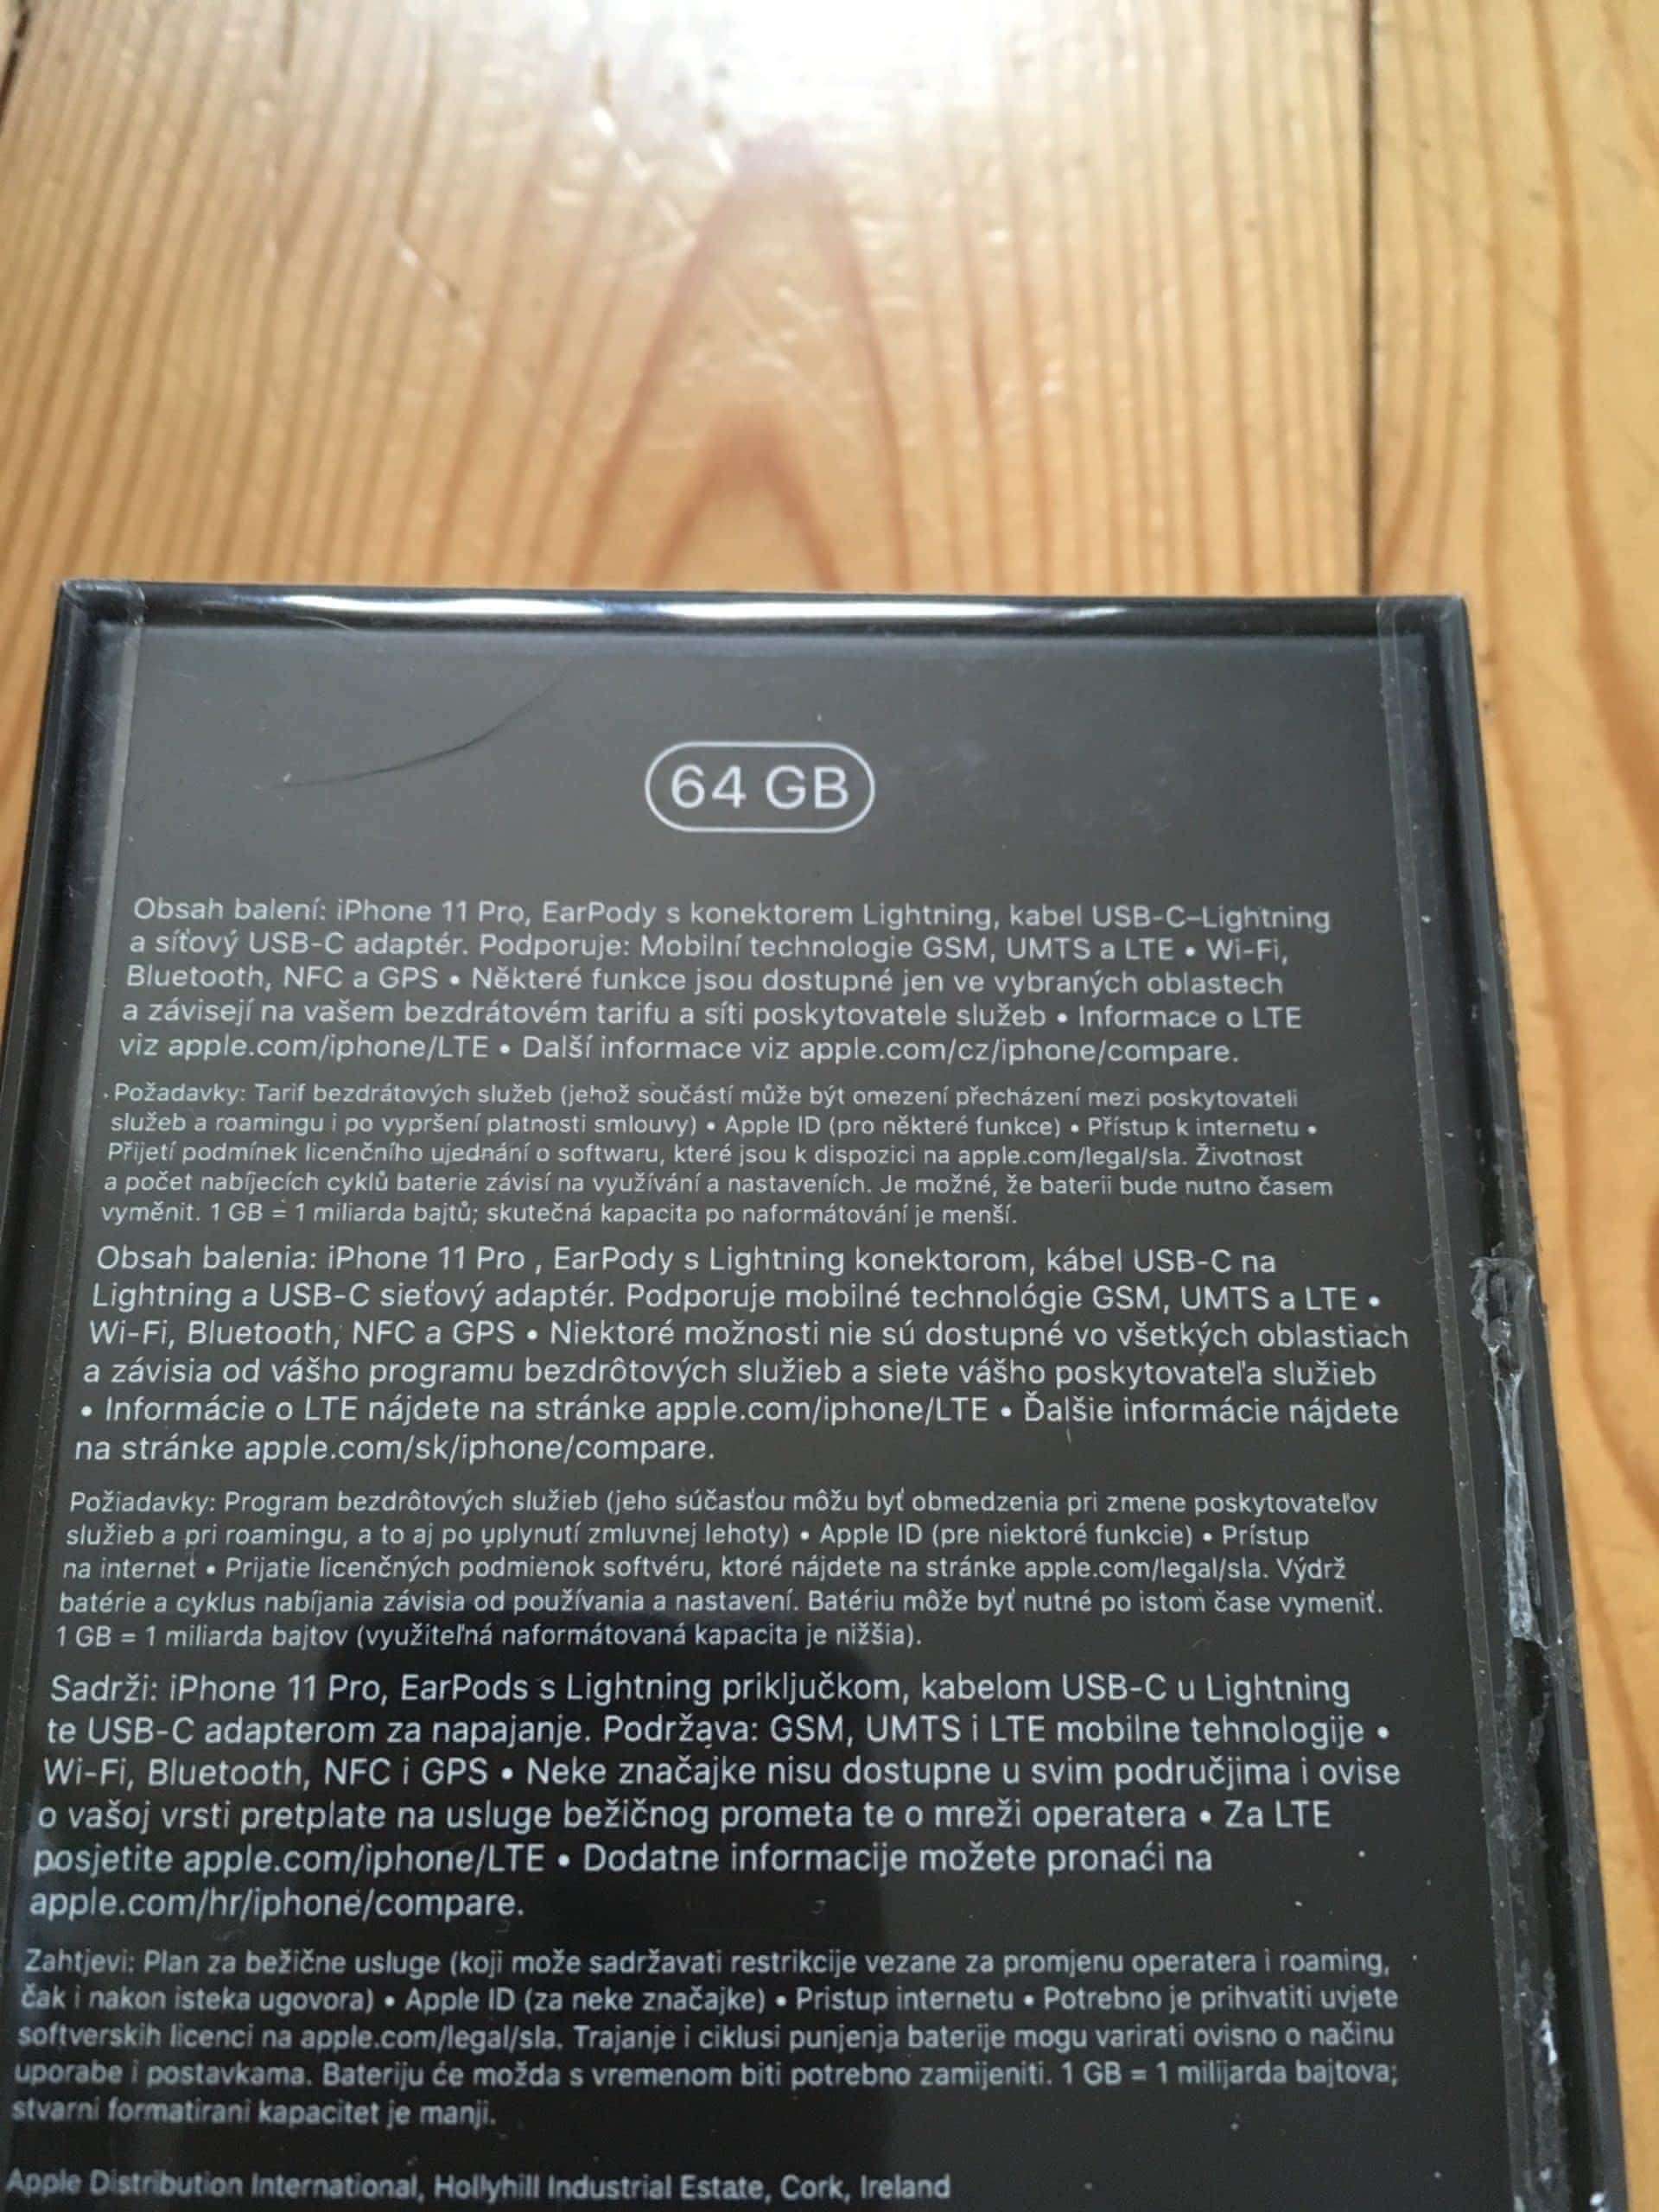 64 GB
Obsah balení: iPhone 11 Pro, EarPody s konektorem Lightning, kabel USB-C–Lightning
a síťový USB-C adaptér. Podporuje: Mobilní technologie GSM, UMTS a LTE • Wi-Fi,
Bluetooth, NFC a GPS • Některé funkce jsou dostupné jen ve vybraných oblastech
a závisejí na vašem bezdrátovém tarifu a síti poskytovatele služeb • Informace o LTE
viz apple.com/iphone/LTE • Další informace viz apple.com/cz/iphone/compare.
Požadavky: Tarif bezdrátových služeb (jehož součástí může být omezení přecházení mezi poskytovateli
služeb a roamingu i po vypršení platnosti smlouvy) • Apple ID (pro některé funkce) • Přístup k internetu •
Přijetí podmínek licenčního ujednání o softwaru, které jsou k dispozici na apple.com/legal/sla. Životnost
a počet nabíjecích cyklů baterie závisí na využívání a nastaveních. Je možné, že baterii bude nutno časem
vyměnit. 1 GB = 1 miliarda bajtů; skutečná kapacita po naformátování je menší.
Obsah balenia: iPhone 11 Pro , EarPody s Lightning konektorom, kábel USB-C na
Lightning a USB-C sieťový adaptér. Podporuje mobilné technológie GSM, UMTS a LTE •
Wi-Fi, Bluetooth, NFC a GPS • Niektoré možnosti nie sú dostupné vo všetkých oblastiach
a závisia od vášho programu bezdrôtových služieb a siete vášho poskytovateľa služieb
• Informácie o LTE nájdete na stránke apple.com/iphone/LTE • Ďalšie informácie nájdete
na stránke apple.com/sk/iphone/compare.
Požiadavky: Program bezdrôtových služieb (jeho súčasťou môžu byť obmedzenia pri zmene poskytovateľov
služieb a pri roamingu, a to aj po uplynutí zmluvnej lehoty) • Apple ID (pre niektoré funkcie) • Prístup
na internet • Prijatie licenčných podmienok softvéru, ktoré nájdete na stránke apple.com/legal/sla. Výdrž
batérie a cyklus nabíjania závisia od používania a nastavení. Batériu môže byť nutné po istom čase vymeniť.
1 GB = 1 miliarda bajtov (využiteľná naformátovaná kapacita je nižšia).
Sadrži: iPhone 11 Pro, EarPods s Lightning priključkom, kabelom USB-C u Lightning
te USB-C adapterom za napajanje. Podržava: GSM, UMTS i LTE mobilne tehnologije •
Wi-Fi, Bluetooth, NFC i GPS • Neke značajke nisu dostupne u svim područjima i ovise
o vašoj vrsti pretplate na usluge bežičnog prometa te o mreži operatera • Za LTE
posjetite apple.com/iphone/LTE • Dodatne informacije možete pronaći na
apple.com/hr/iphone/compare.
Zahtjevi: Plan za bežične usluge (koji može sadržavati restrikcije vezane za promjenu operatera i roaming,
čak i nakon isteka ugovora) • Apple ID (za neke značajke) • Pristup internetu • Potrebno je prihvatiti uvjete
softverskih licenci na apple.com/legal/sla. Trajanje i ciklusi punjenja baterije mogu varirati ovisno o načinu
uporabe i postavkama. Bateriju će možda s vremenom biti potrebno zamijeniti. 1 GB = 1 milijarda bajtova;
stvarni formatirani kapacitet je manji.
Apple Distribution International, Hollyhill Industrial Estate, Cork, Ireland